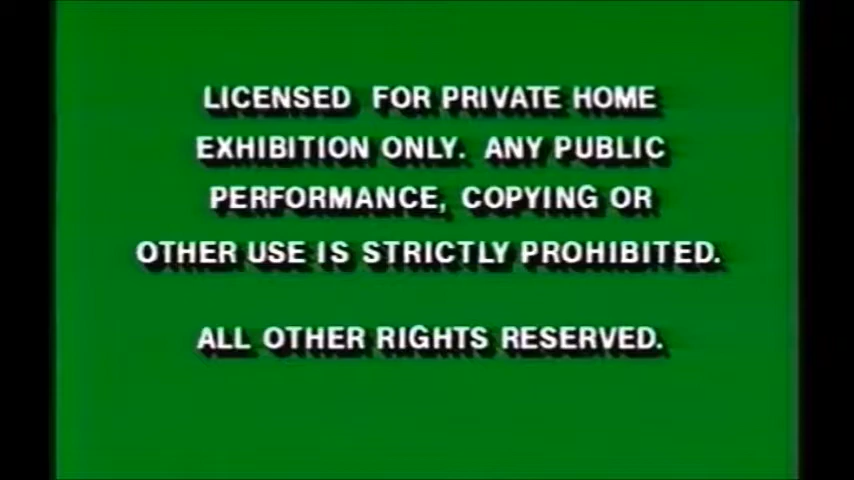 LICENSED FOR PRIVATE HOME
EXHIBITION ONLY. ANY PUBLIC
PERFORMANCE, COPYING OR
OTHER USE IS STRICTLY PROHIBITED.
ALL OTHER RIGHTS RESERVED.